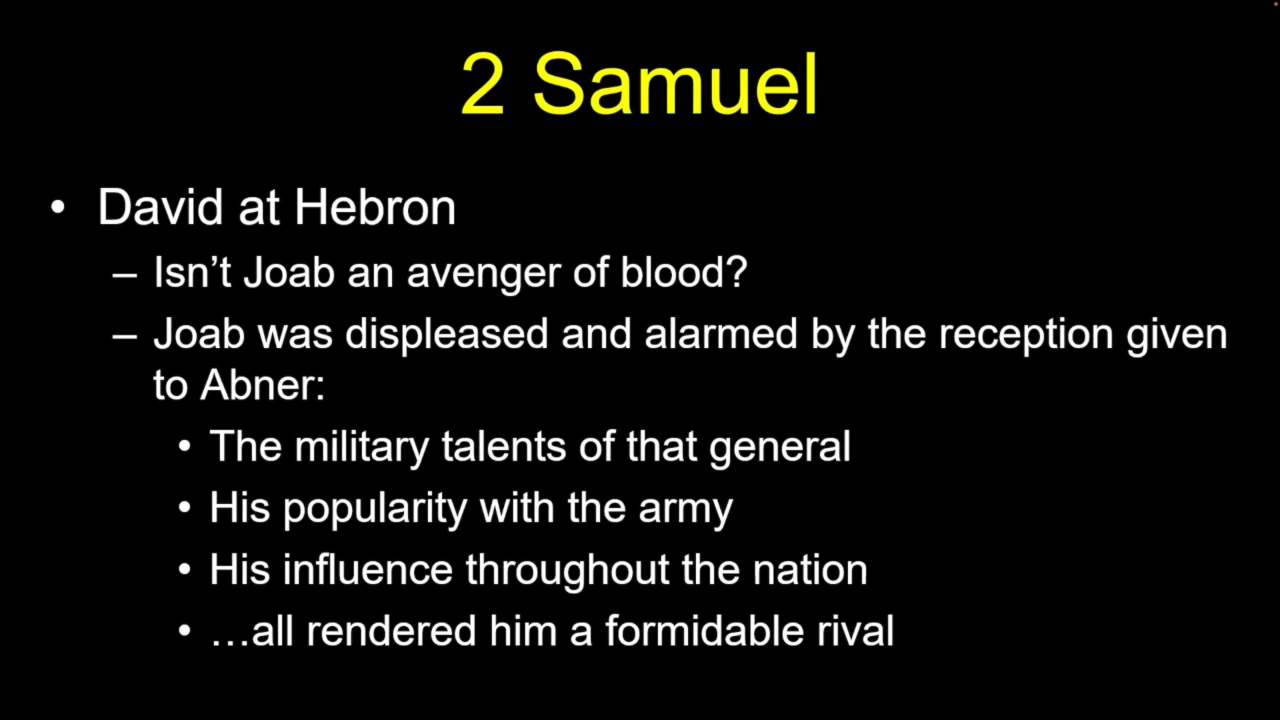 2 Samuel
• David at Hebron
– Isn’t Joab an avenger of blood?
– Joab was displeased and alarmed by the reception given
to Abner:
• The military talents of that general
• His popularity with the army
• His influence throughout the nation
• …all rendered him a formidable rival